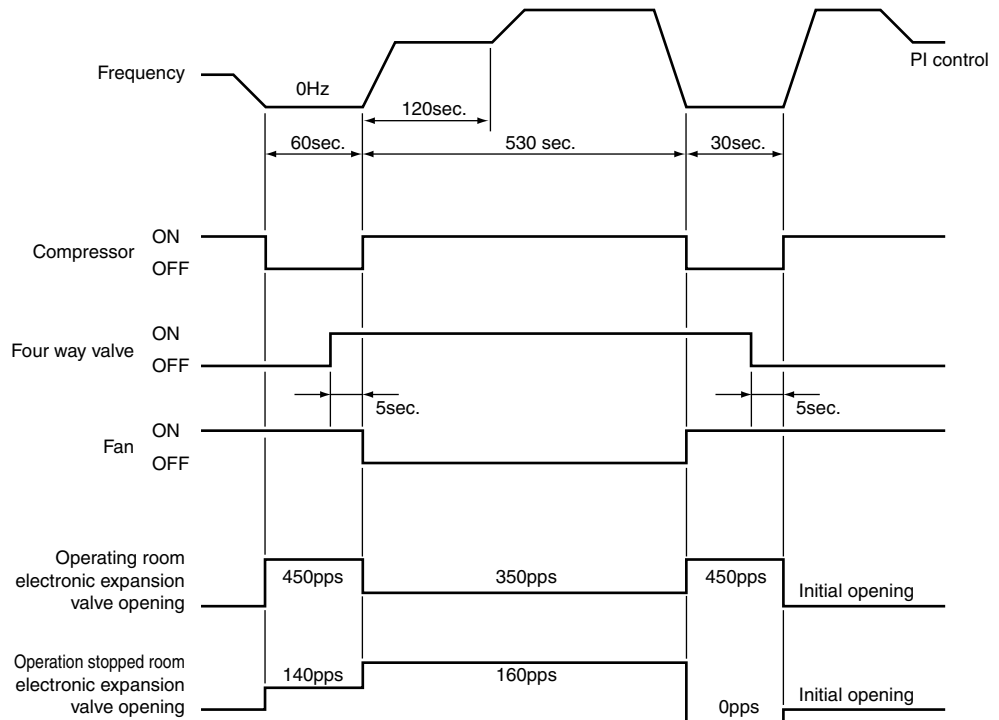 Frequency
0Hz
PI control
120sec.
60sec.
530 sec.
30sec.
Compressor
ON
OFF
Four way valve
ON
OFF
5sec.
5sec.
Fan
ON
OFF
Operating room
electronic expansion
valve opening
450pps
350pps
450pps
Initial opening
Operation stopped room
electronic expansion
valve opening
140pps
160pps
0pps
Initial opening